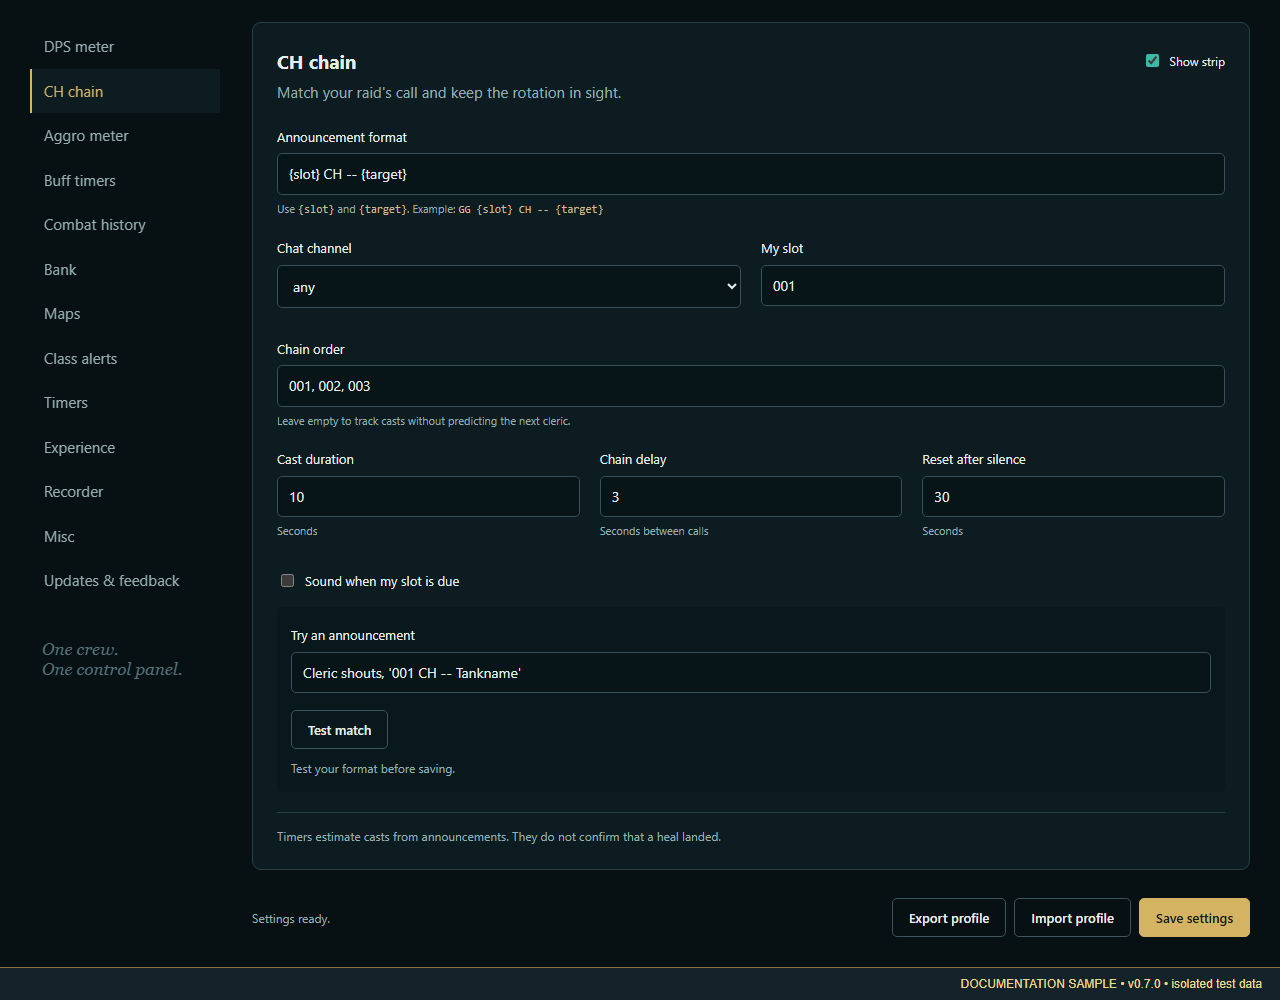 DPS meter
CH chain
Aggro meter
Buff timers
Combat history
Bank
Maps
Class alerts
Timers
Experience
Recorder
Misc
Updates & feedback
One crew.
One control panel.
CH chain
Show strip
Match your raid's call and keep the rotation in sight.
Announcement format
{slot} CH -- {target}
Use {slot} and {target}. Example: GG {slot} CH -- {target}
Chat channel
My slot
any
001
Chain order
001, 002, 003
Leave empty to track casts without predicting the next cleric.
Cast duration
Chain delay
Reset after silence
10
3
30
Seconds
Seconds between calls
Seconds
Sound when my slot is due
Try an announcement
Cleric shouts, '001 CH -- Tankname'
Test match
Test your format before saving.
Timers estimate casts from announcements. They do not confirm that a heal landed.
Settings ready.
Export profile
Import profile
Save settings
DOCUMENTATION SAMPLE • v0.7.0 • isolated test data